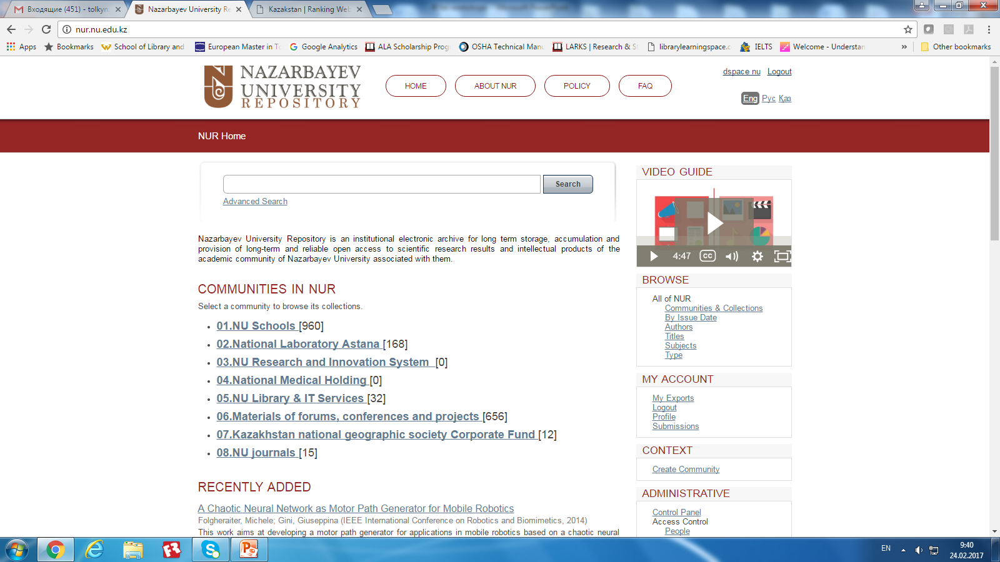 Входящие (451) - tolkyn
Nazarbayev University Re
Kazakstan | Ranking Web
nur.nu.edu.kz
Apps
Bookmarks
School of Library and
European Master in
Google Analytics
ALA Scholarship Prog
OSHA Technical Manu
LARKS | Research & S
librarylearningspace.c
IELTS
Welcome - Understan
»
Other bookmarks
NAZARBAYEV
UNIVERSITY
REPOSITORY
HOME
ABOUT NUR
POLICY
FAQ
dspace nu
Logout
Eng Рус Қаз
NUR Home
Search
Advanced Search
Nazarbayev University Repository is an institutional electronic archive for long term storage, accumulation and
provision of long-term and reliable open access to scientific research results and intellectual products of the
academic community of Nazarbayev University associated with them.
COMMUNITIES IN NUR
Select a community to browse its collections.
01.NU Schools [960]
02.National Laboratory Astana [168]
03.NU Research and Innovation System [0]
04.National Medical Holding [0]
05.NU Library & IT Services [32]
06.Materials of forums, conferences and projects [656]
07.Kazakhstan national geographic society Corporate Fund [12]
08.NU journals [15]
RECENTLY ADDED
A Chaotic Neural Network as Motor Path Generator for Mobile Robotics
Folgheraiter, Michele; Gini, Giuseppina (IEEE International Conference on Robotics and Biomimetics, 2014)
This work aims at developing a motor path generator for applications in mobile robotics based on a chaotic neural
VIDEO GUIDE
4:47
CC
BROWSE
All of NUR
Communities & Collections
By Issue Date
Authors
Titles
Subjects
Type
MY ACCOUNT
My Exports
Logout
Profile
Submissions
CONTEXT
Create Community
ADMINISTRATIVE
Control Panel
Access Control
People
EN
9:40
24.02.2017